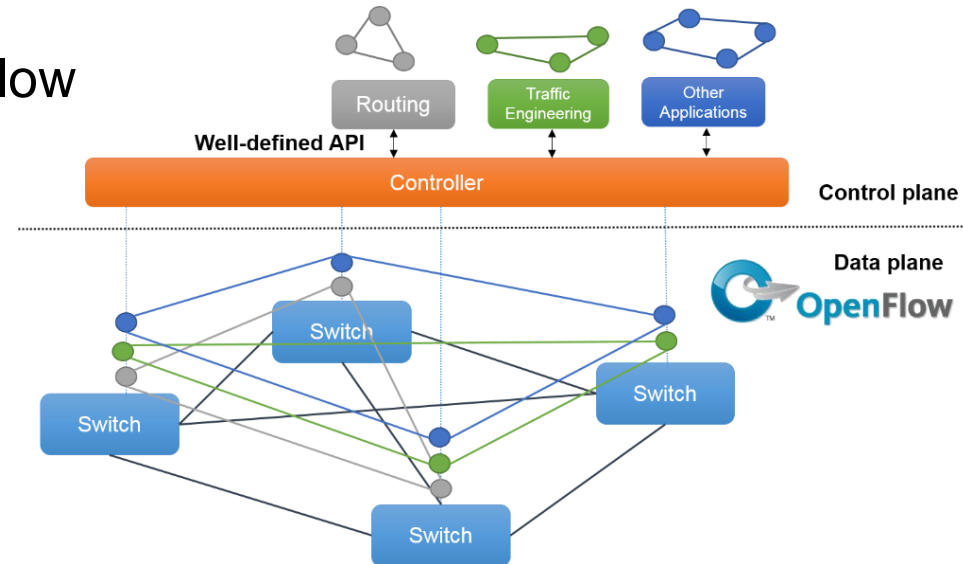 low
Routing
Traffic
Engineering
Other
Applications
Well-defined API
Controller
Control plane
Data plane
OpenFlow
TM
Switch
Switch
Switch
Switch